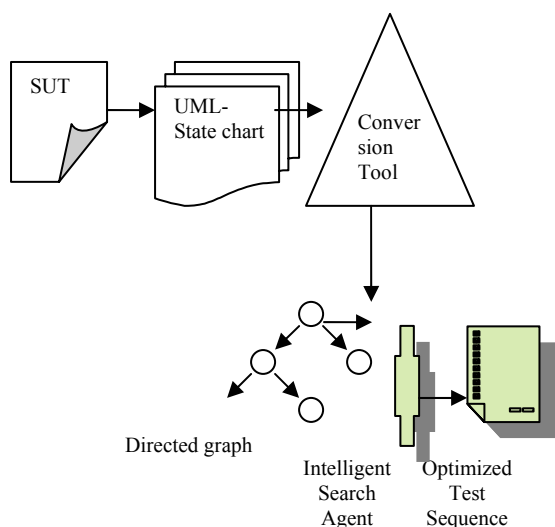 SUT
UML-
State chart
Conver
sion
Tool
Directed graph
Intelligent
Search
Agent
Optimized
Test
Sequence